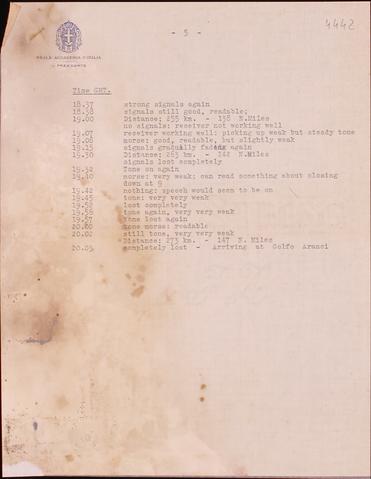 - 5 -
4442
REALE ACCADEMIA D'ITALIA
IL PRESIDENTE
Time GMT.
18.37 strong signals again
18.58 signals still good, readable;
19.00 Distance; 255 km. - 138 N.Miles
no signals: receiver not working well
19.07 receiver working well: picking up weak but steady tone
19.08 morse: good, readable, but slightly weak
19.15 signals gradually fading again
19.30 Distance: 263 km. - 142 N.Miles
signals lost completely
19.32 Tone on again
19.10 morse: very weak: can read something about closing
down at 9
19.42 nothing: speech would seem to be on
19.45 tone: very very weak
19.52 lost completely
19.56 tone again, very very weak
19.57 tone lost again
20.00 tone morse: readable
20.02 still tone, very very weak
Distance: 273 km. - 147 N. Miles
20.05 completely lost - Arriving at Golfo Aranci